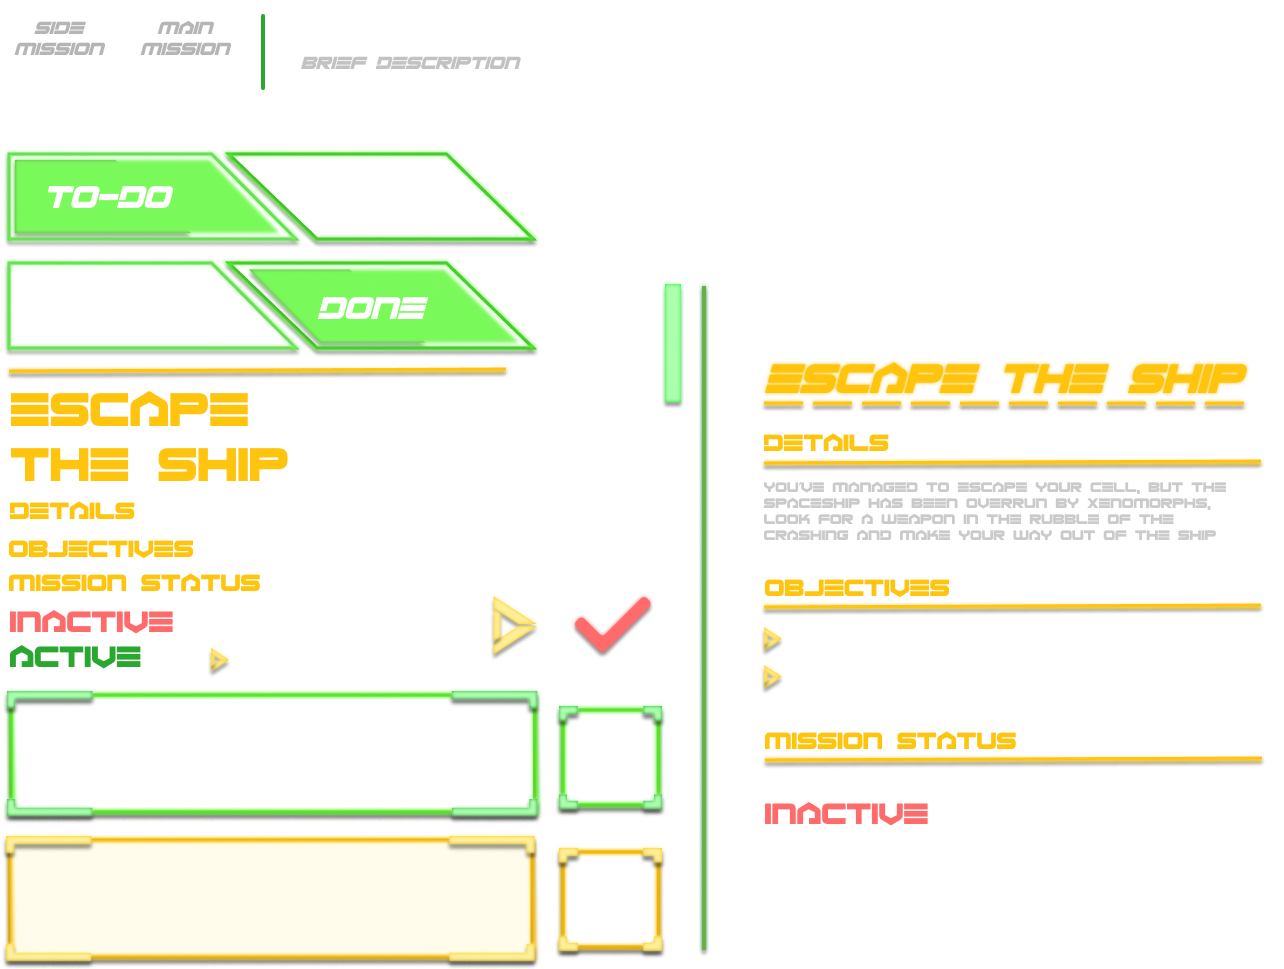 SIDE
MISSION
MAIN
MISSION
BRIEF DESCRIPTION
TO-DO
DONE
ESCAPE
THE SHIP
DETAILS
OBJECTIVES
MISSION STATUS
INACTIVE
ACTIVE
ESCAPE THE SHIP
DETAILS
YOU'VE MANAGED TO ESCAPE YOUR CELL, BUT THE
SPACESHIP HAS BEEN OVERRUN BY XENOMORPHS,
LOOK FOR A WEAPON IN THE RUBBLE OF THE
CRASHING AND MAKE YOUR WAY OUT OF THE SHIP
OBJECTIVES
MISSION STATUS
INACTIVE